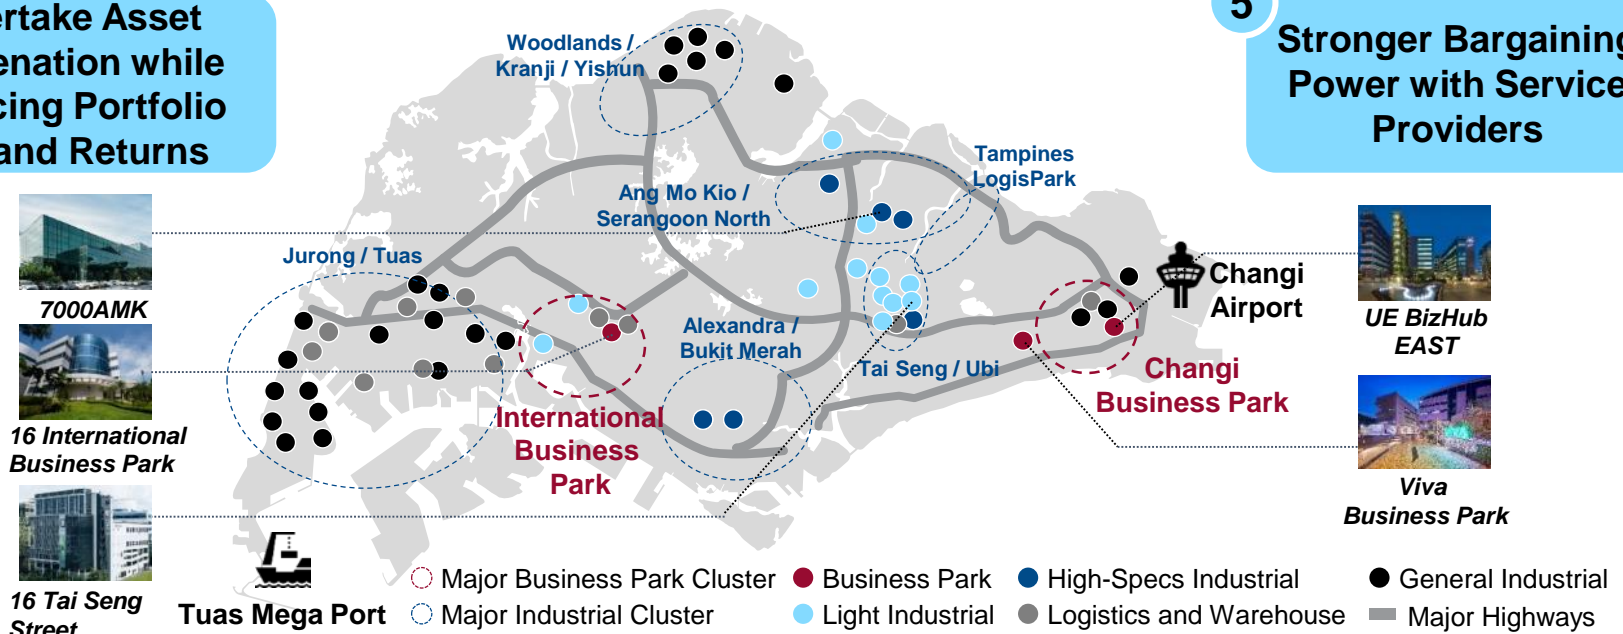 ertake Asset
enation while
cing Portfolio
and Returns
5
Stronger Bargaining
Power with Service
Providers
Woodlands /
Kranji / Yishun
Tampines
LogisPark
Ang Mo Kio /
Serangoon North
Jurong / Tuas
7000AMK
Changi
Airport
UE BizHub
EAST
Alexandra /
Bukit Merah
Tai Seng / Ubi
Changi
Business Park
International
Business
Park
16 International
Business Park
Viva
Business Park
16 Tai Seng
Street
Tuas Mega Port
Major Business Park Cluster
Business Park
High-Specs Industrial
General Industrial
Major Industrial Cluster
Light Industrial
Logistics and Warehouse
Major Highways